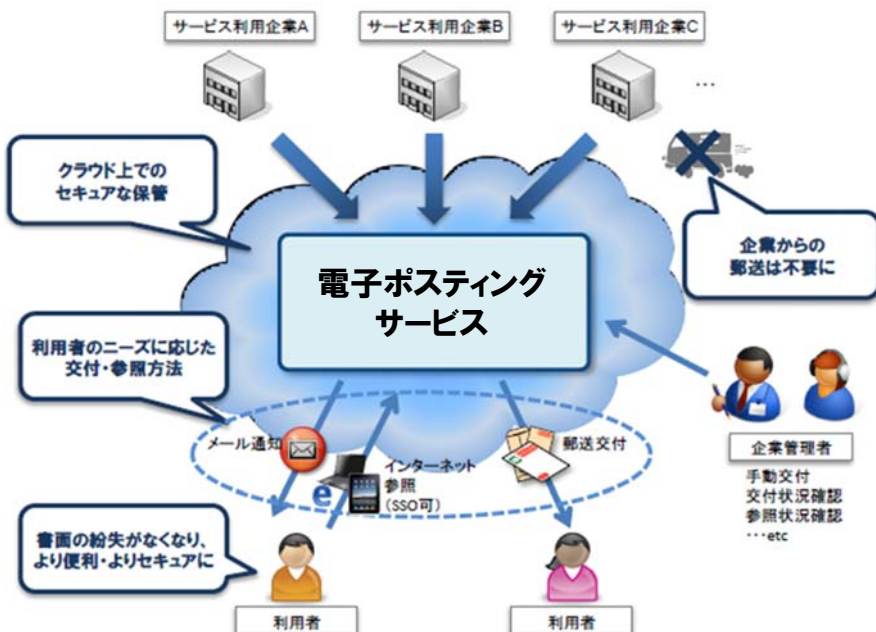 サービス利用企業A
サービス利用企業B
サービス利用企業C
…
クラウド上での
セキュアな保管
企業からの
郵送は不要に
電子ポスティング
サービス
利用者のニーズに応じた
交付・参照方法
メール通知
インターネット
参照
(SSO可)
郵送交付
企業管理者
手動交付
交付状況確認
参照状況確認
…etc
書面の紛失がなくなり、
より便利・よりセキュアに
利用者
利用者